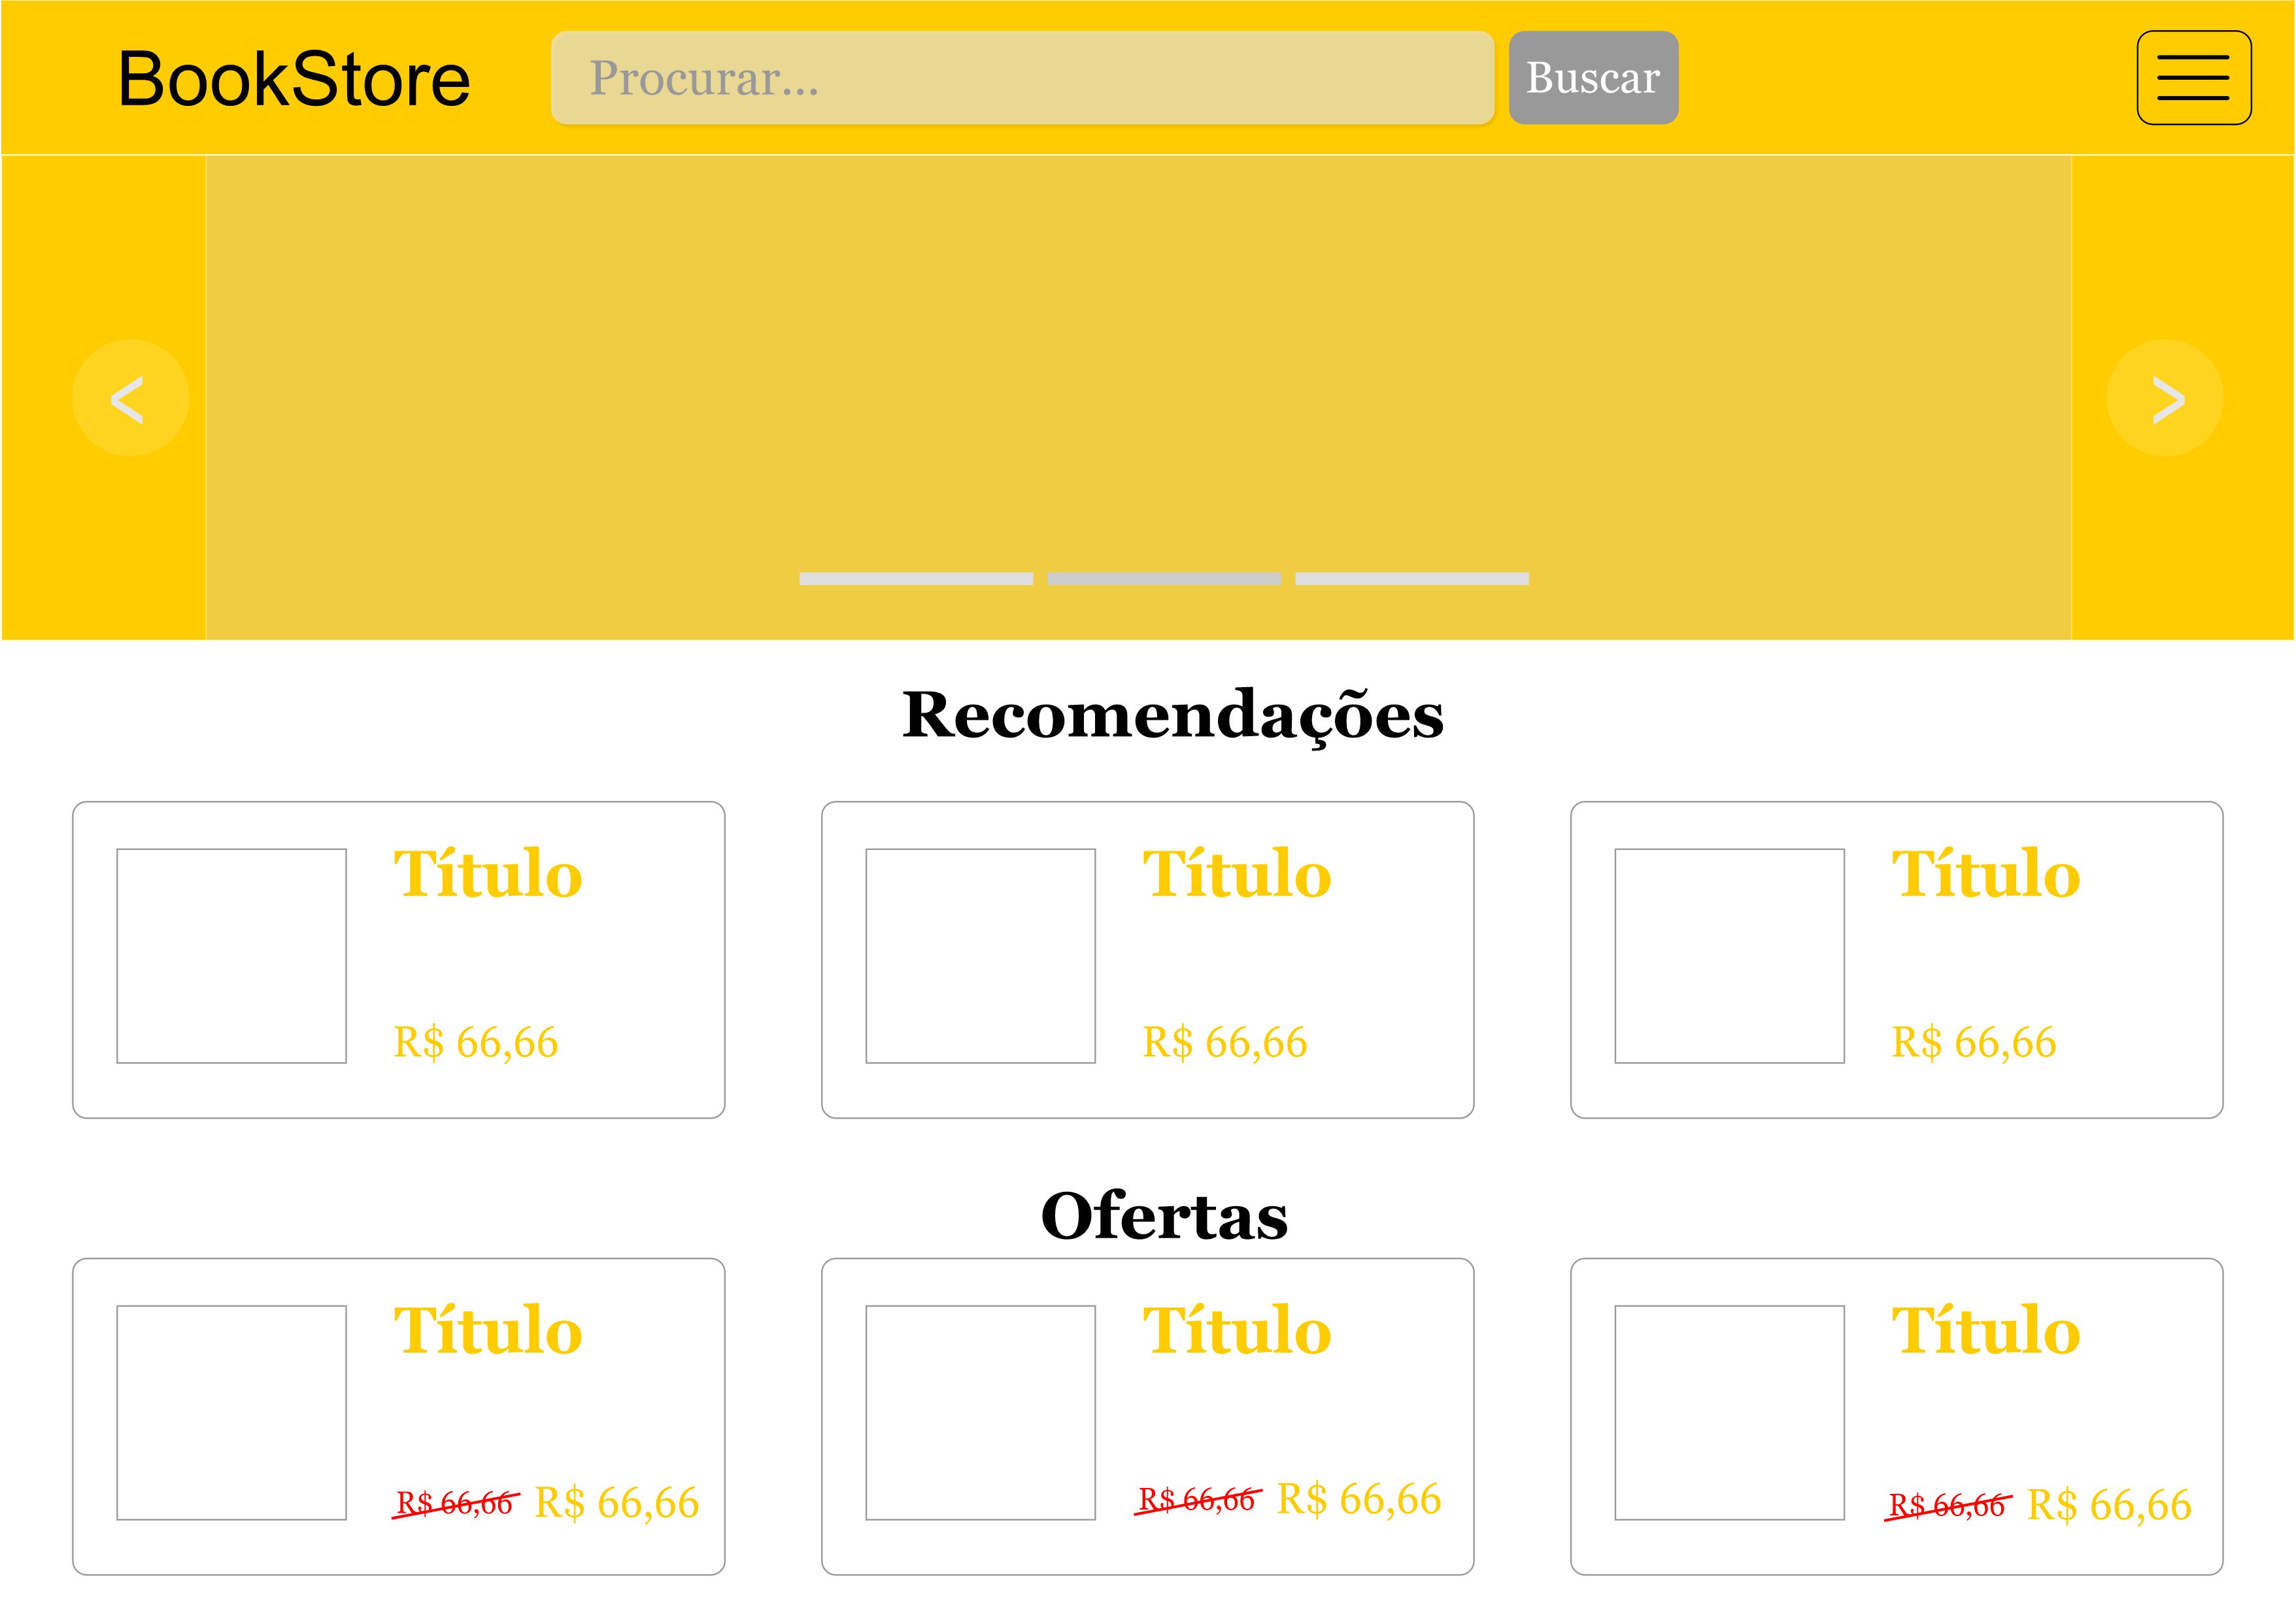 BookStore Procurar... Buscar
< >
Recomendações
Título Título Título
R$ 66,66 R$ 66,66 R$ 66,66
Ofertas
Título Título Título
R$ 66,66 R$ 66,66 R$ 66,66 R$ 66,66 R$ 66,66 R$ 66,66